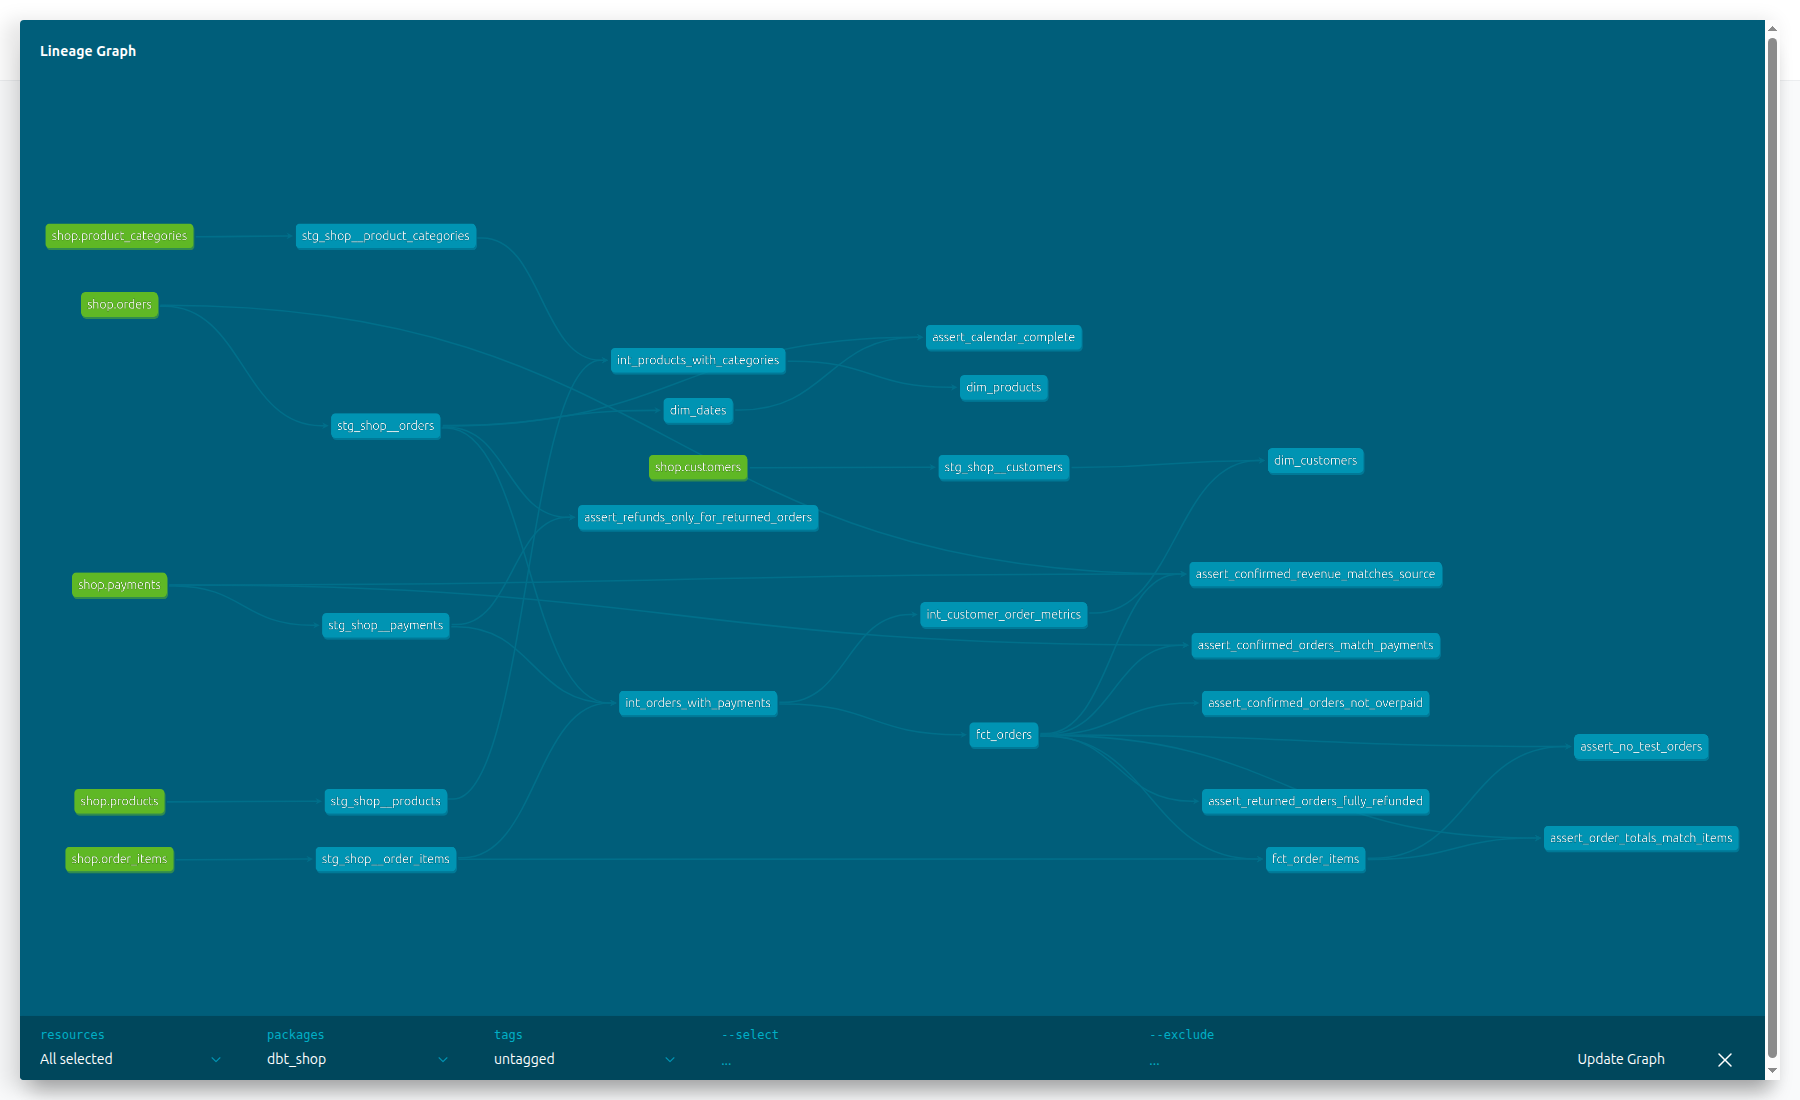 Lineage Graph
shop.product_categories
stg_shop__product_categories
shop.orders
assert_calendar_complete
int_products_with_categories
dim_products
dim_dates
stg_shop__orders
shop.customers
stg_shop__customers
dim_customers
assert_refunds_only_for_returned_orders
shop.payments
assert_confirmed_revenue_matches_source
stg_shop__payments
int_customer_order_metrics
assert_confirmed_orders_match_payments
int_orders_with_payments
assert_confirmed_orders_not_overpaid
fct_orders
assert_no_test_orders
shop.products
stg_shop__products
assert_returned_orders_fully_refunded
assert_order_totals_match_items
shop.order_items
stg_shop__order_items
fct_order_items
resources
packages
tags
--select
--exclude
All selected
dbt_shop
untagged
...
...
Update Graph